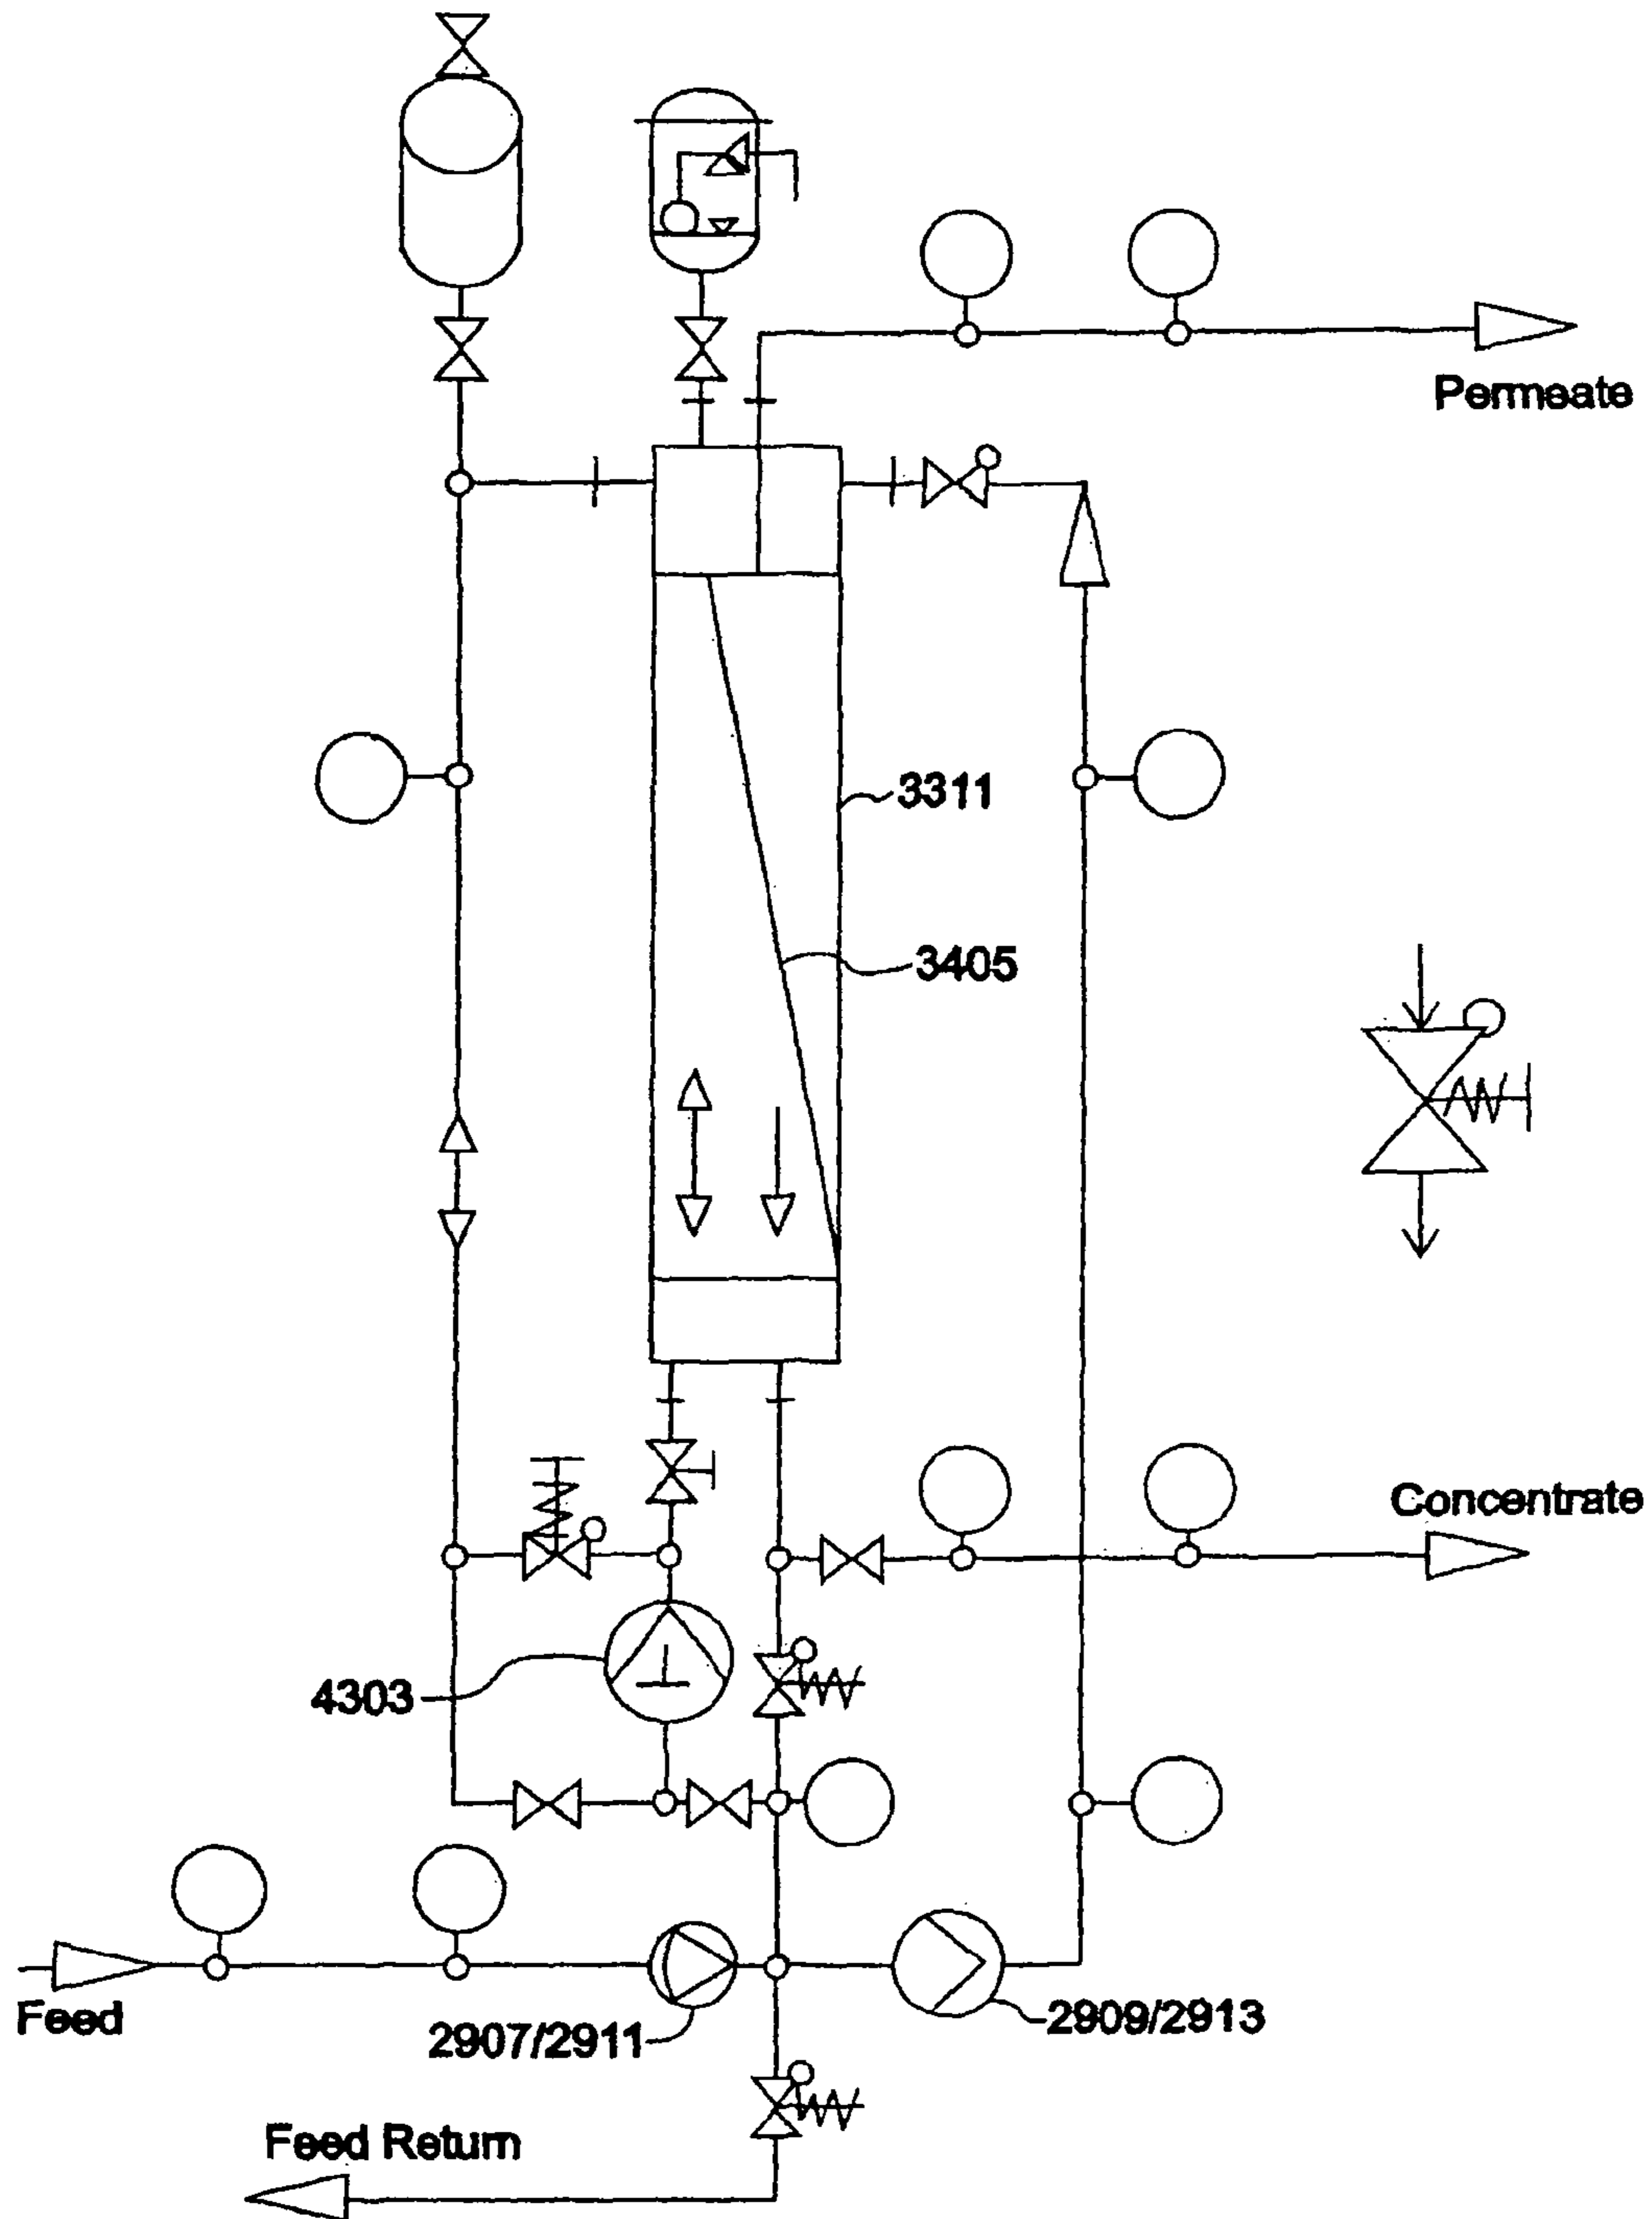 Permeate
3311
3405
Concentrate
4303
Feed
2907/2911
2909/2913
Feed Return